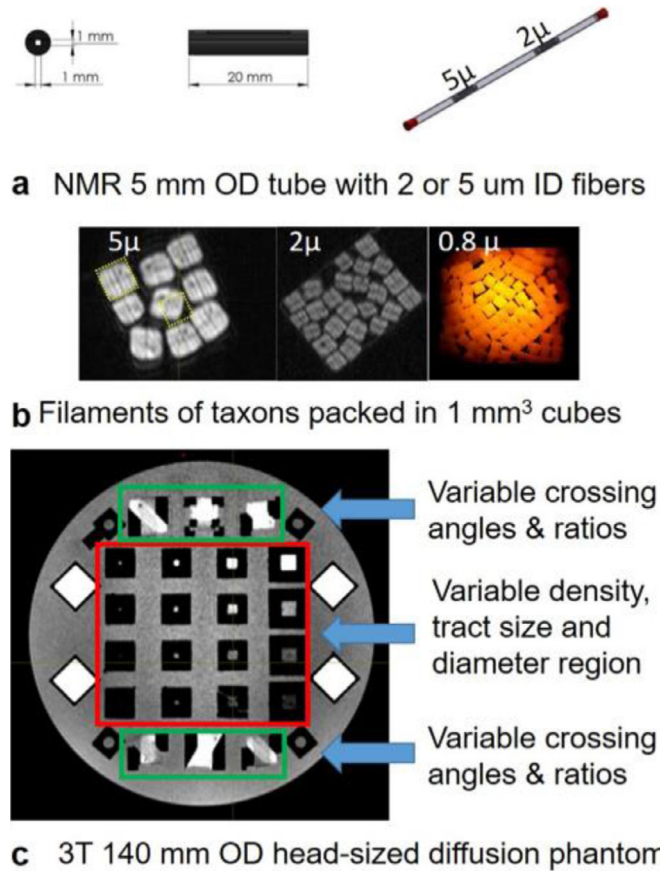 1 mm
1 mm
20 mm
5μ
2μ
a NMR 5 mm OD tube with 2 or 5 um ID fibers
5μ
2μ
0.8 μ
b Filaments of taxons packed in 1 mm³ cubes
Variable crossing
angles & ratios
Variable density,
tract size and
diameter region
Variable crossing
angles & ratios
c 3T 140 mm OD head-sized diffusion phantom